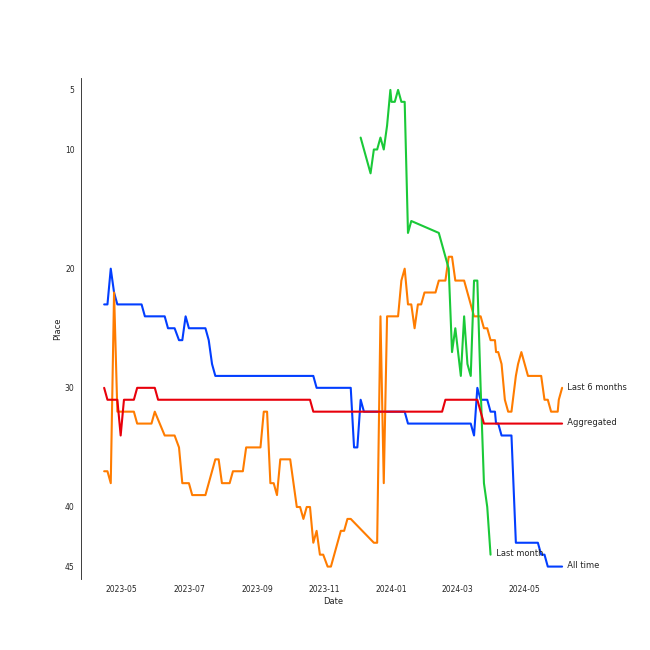 5
10
20
30
40
45
Place
2023-05
2023-07
2023-09
2023-11
2024-01
2024-03
2024-05
Date
Last 6 months
Aggregated
Last month
All time